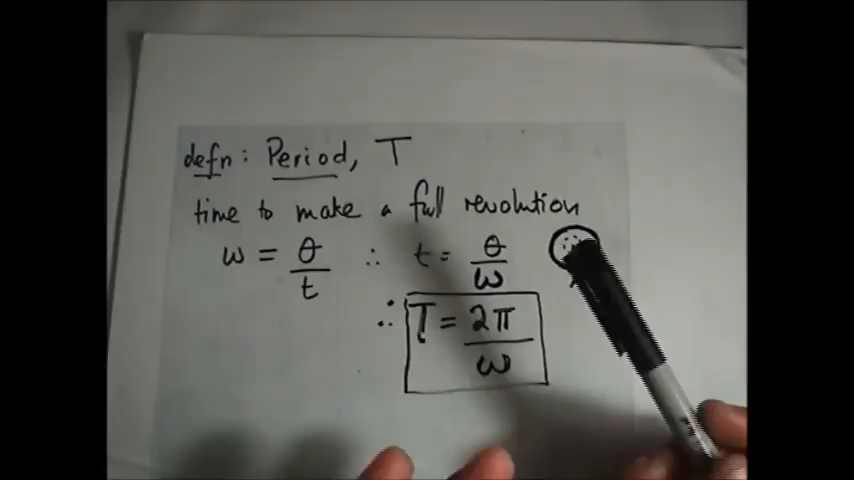 defn: Period, T
time to make a full revolution
ω = θ/t ∴ t = θ/ω
∴ T = 2π/ω